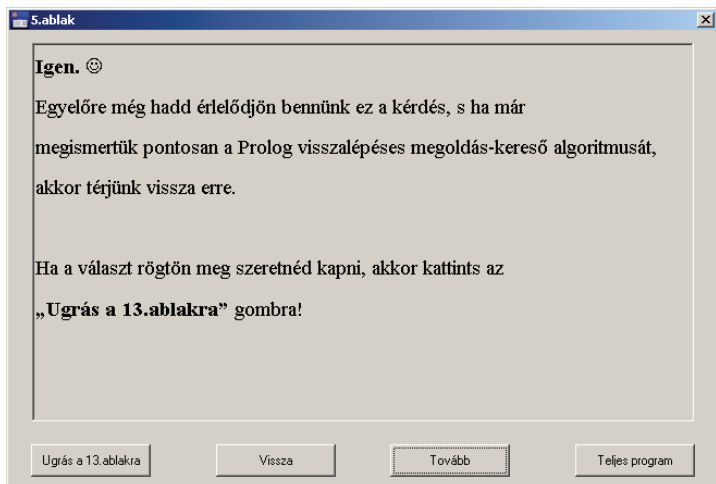 5.ablak
Igen. ☺
Egyelőre még hadd érlelődjön bennünk ez a kérdés, s ha már
megismertük pontosan a Prolog visszalépéses megoldás-kereső algoritmusát,
akkor térjünk vissza erre.
Ha a választ rögtön meg szeretnéd kapni, akkor kattints az
„Ugrás a 13.ablakra” gombra!
Ugrás a 13.ablakra Vissza Tovább Teljes program